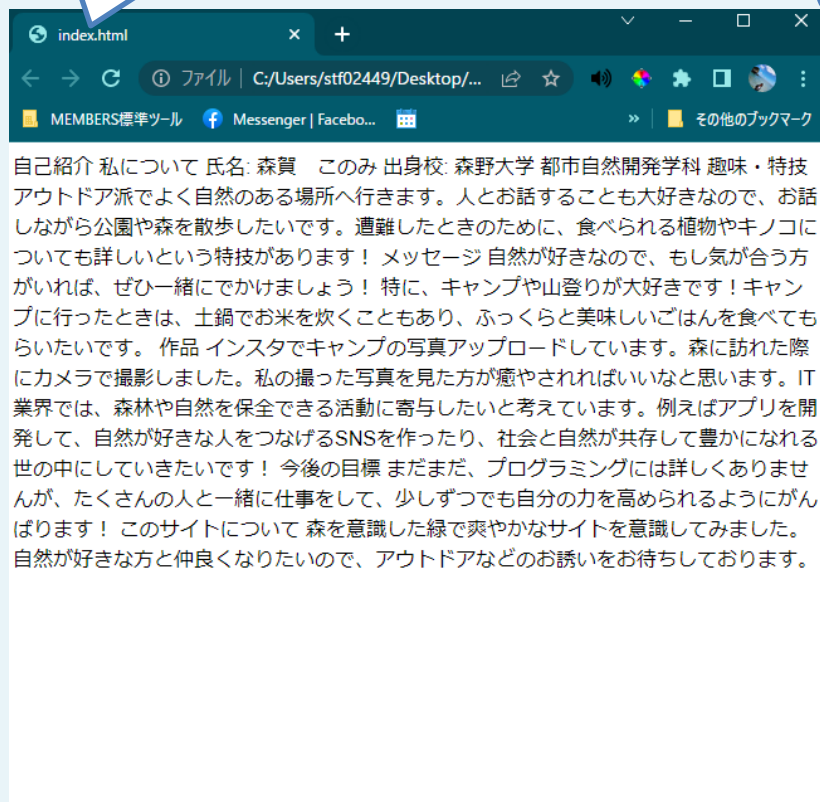 index.html
ファイル | C:/Users/stf02449/Desktop/...
MEMBERS標準ツール Messenger | Facebo... » その他のブックマーク
自己紹介 私について 氏名: 森賀　このみ 出身校: 森野大学 都市自然開発学科 趣味・特技
アウトドア派でよく自然のある場所へ行きます。人とお話することも大好きなので、お話
しながら公園や森を散歩したいです。遭難したときのために、食べられる植物やキノコに
ついても詳しいという特技があります！ メッセージ 自然が好きなので、もし気が合う方
がいれば、ぜひ一緒にでかけましょう！ 特に、キャンプや山登りが大好きです！キャン
プに行ったときは、土鍋でお米を炊くこともあり、ふっくらと美味しいごはんを食べても
らいたいです。 作品 インスタでキャンプの写真アップロードしています。森に訪れた際
にカメラで撮影しました。私の撮った写真を見た方が癒やされればいいなと思います。IT
業界では、森林や自然を保全できる活動に寄与したいと考えています。例えばアプリを開
発して、自然が好きな人をつなげるSNSを作ったり、社会と自然が共存して豊かになれる
世の中にしていきたいです！ 今後の目標 まだまだ、プログラミングには詳しくありませ
んが、たくさんの人と一緒に仕事をして、少しずつでも自分の力を高められるようにがん
ばります！ このサイトについて 森を意識した緑で爽やかなサイトを意識してみました。
自然が好きな方と仲良くなりたいので、アウトドアなどのお誘いをお待ちしております。